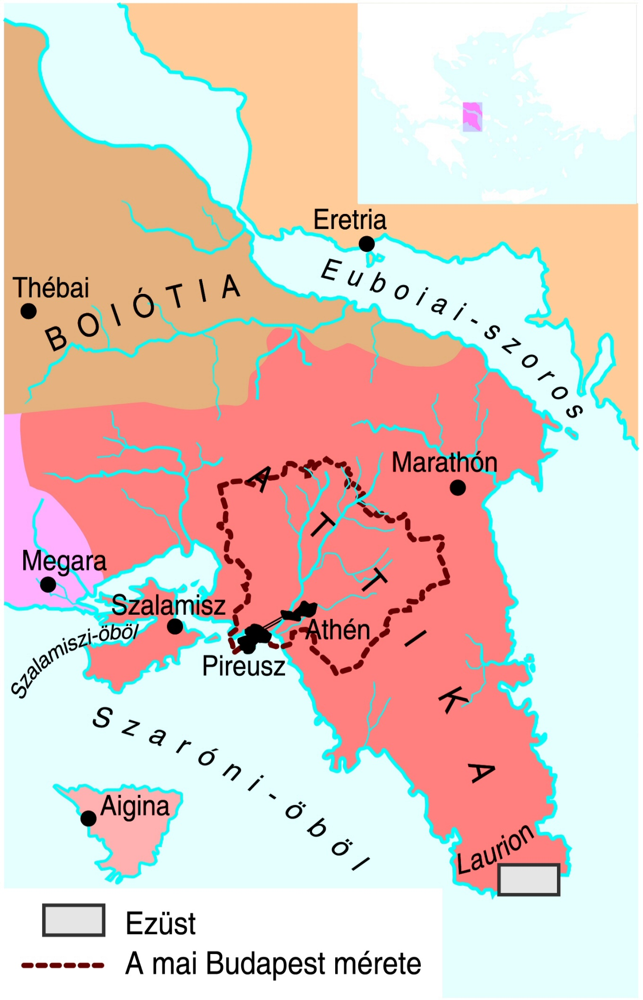 Eretria
Euboiai-szoros
Thébai
BOIÓTIA
Marathón
ATTIKA
Megara
Szalamisz
Szalamiszi-öböl
Athén
Pireusz
Szaróni-öböl
Aigina
Laurion
Ezüst
A mai Budapest mérete